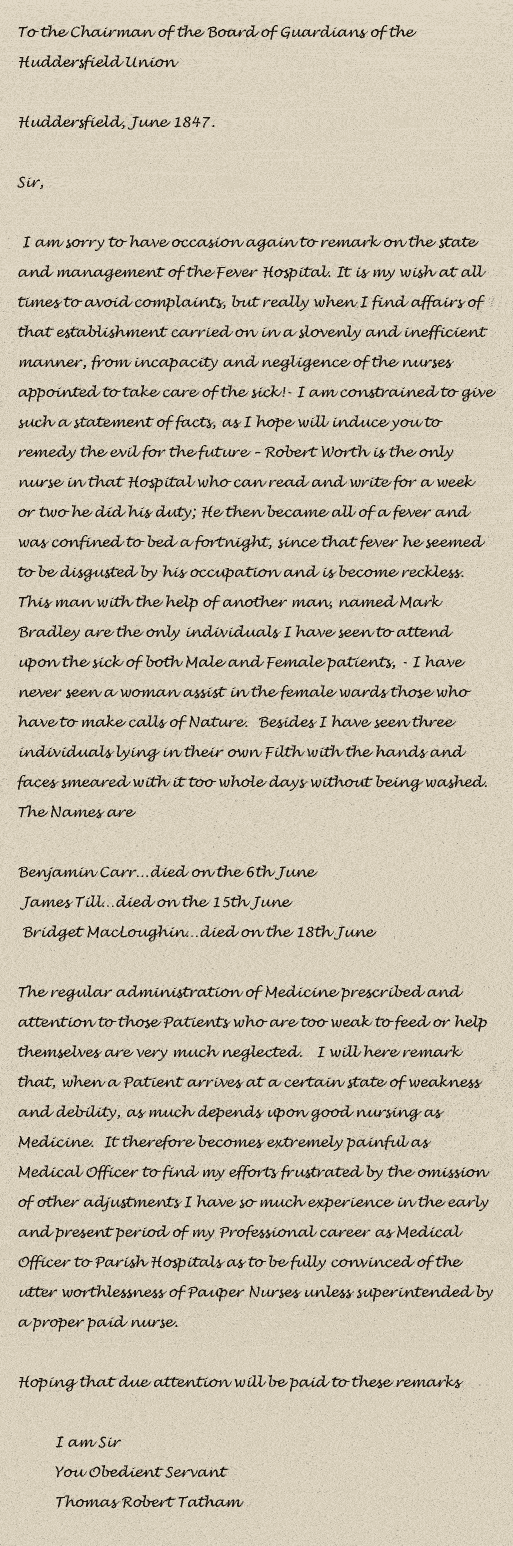 To the Chairman of the Board of Guardians of the
Huddersfield Union
Huddersfield, June 1847.
Sir,
I am sorry to have occasion again to remark on the state
and management of the Fever Hospital. It is my wish at all
times to avoid complaints, but really when I find affairs of
that establishment carried on in a slovenly and inefficient
manner, from incapacity and negligence of the nurses
appointed to take care of the sick!- I am constrained to give
such a statement of facts, as I hope will induce you to
remedy the evil for the future – Robert Worth is the only
nurse in that Hospital who can read and write for a week
or two he did his duty; He then became all of a fever and
was confined to bed a fortnight, since that fever he seemed
to be disgusted by his occupation and is become reckless.
This man with the help of another man, named Mark
Bradley are the only individuals I have seen to attend
upon the sick of both Male and Female patients, - I have
never seen a woman assist in the female wards those who
have to make calls of Nature.  Besides I have seen three
individuals lying in their own Filth with the hands and
faces smeared with it too whole days without being washed.
The Names are
Benjamin Carr...died on the 6th June
James Till...died on the 15th June
Bridget MacLoughin...died on the 18th June
The regular administration of Medicine prescribed and
attention to those Patients who are too weak to feed or help
themselves are very much neglected.   I will here remark
that, when a Patient arrives at a certain state of weakness
and debility, as much depends upon good nursing as
Medicine.  It therefore becomes extremely painful as
Medical Officer to find my efforts frustrated by the omission
of other adjustments I have so much experience in the early
and present period of my Professional career as Medical
Officer to Parish Hospitals as to be fully convinced of the
utter worthlessness of Pauper Nurses unless superintended by
a proper paid nurse.
Hoping that due attention will be paid to these remarks
I am Sir
You Obedient Servant
Thomas Robert Tatham